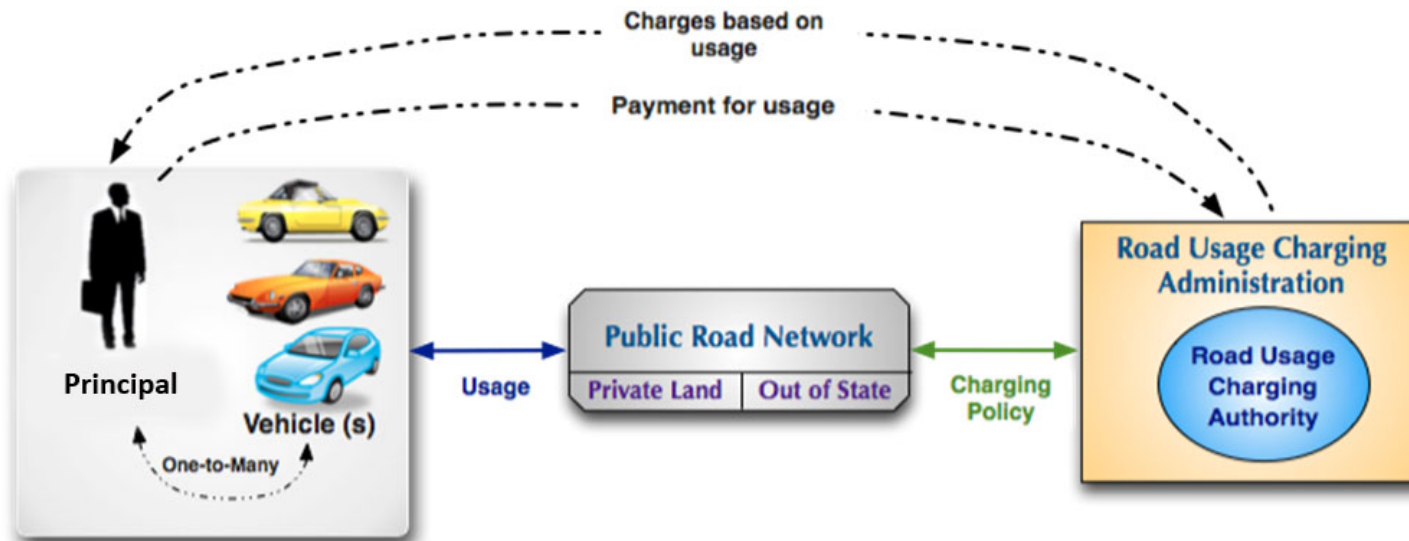 Charges based on
usage
Payment for usage
Principal
Vehicle (s)
One-to-Many
Usage
Public Road Network
Private Land
Out of State
Charging
Policy
Road Usage Charging
Administration
Road Usage
Charging
Authority